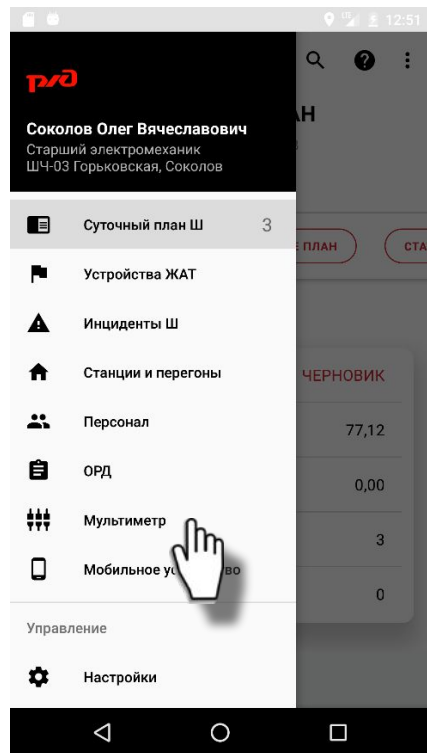 12:51
ржд
АН
Соколов Олег Вячеславович
Старший электромеханик
ШЧ-03 Горьковская, Соколов
Суточный план Ш 3
Е ПЛАН
СТА
Устройства ЖАТ
Инциденты Ш
Станции и перегоны
ЧЕРНОВИК
Персонал
77,12
ОРД
0,00
Мультиметр
3
Мобильное ус во
0
Управление
Настройки